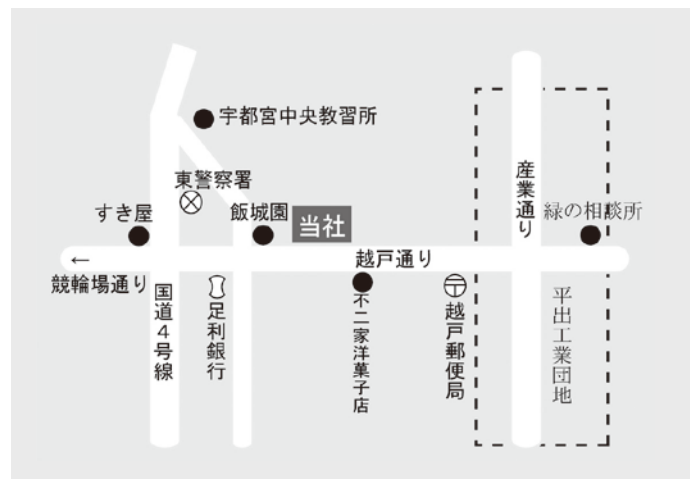 宇都宮中央教習所
東警察署
すき屋
飯城園
当社
産業通り
緑の相談所
←
競輪場通り
越戸通り
国道4号線
足利銀行
不二家洋菓子店
越戸郵便局
平出工業団地